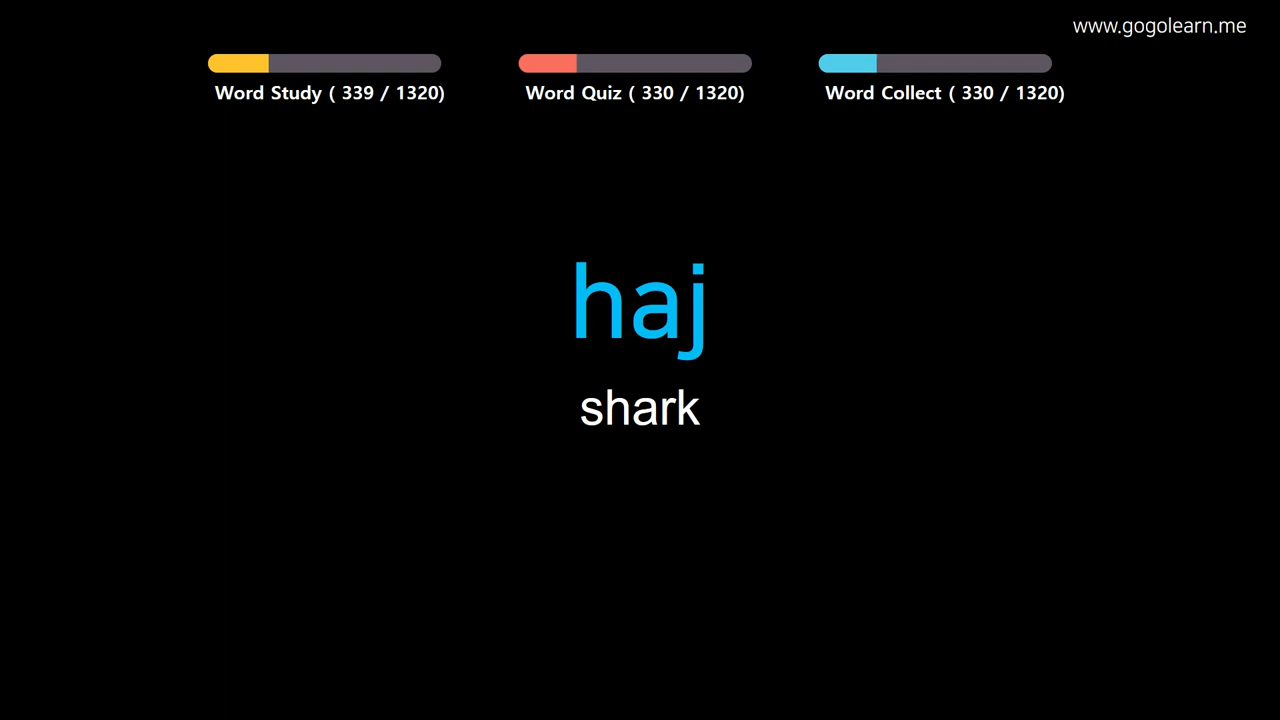 www.gogolearn.me
Word Study ( 339 / 1320)
Word Quiz ( 330 / 1320)
Word Collect ( 330 / 1320)
haj
shark